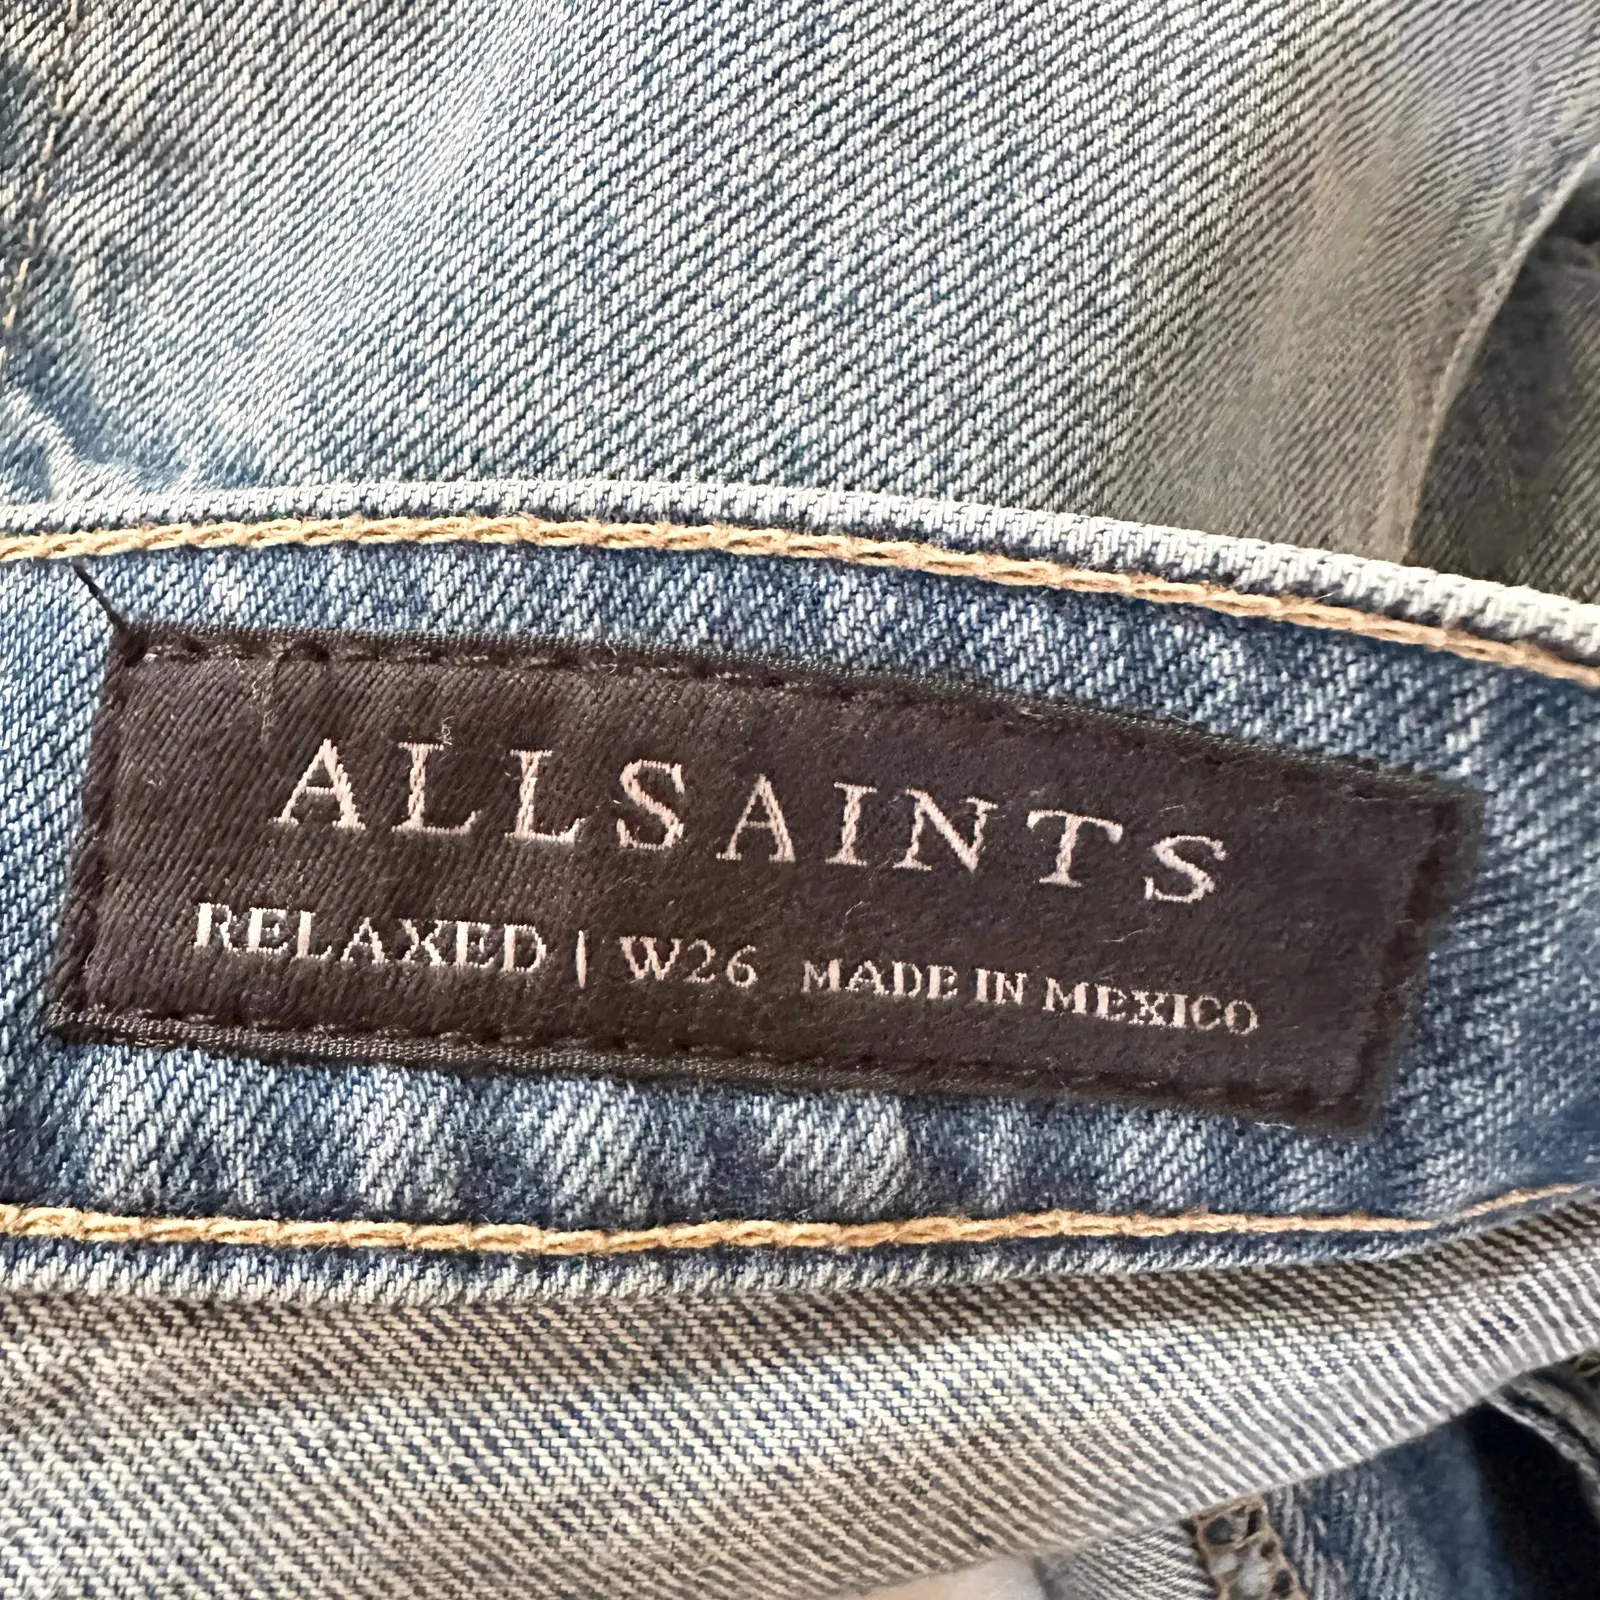 ALLSAINTS
RELAXED | W26 MADE IN MEXICO